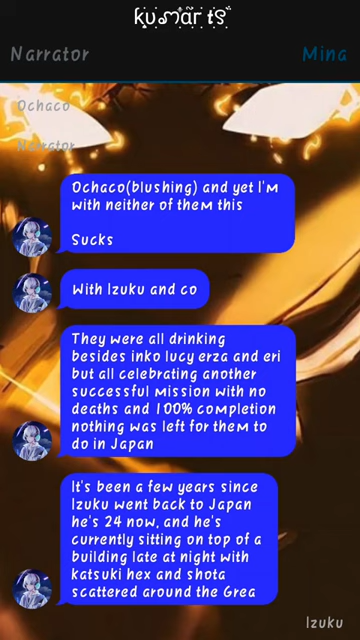 kumar ts
Narrator Mina
Ochaco
Narrator
Ochaco(blushing) and yet I'm
with neither of them this
Sucks
With Izuku and co
They were all drinking
besides inko lucy erza and eri
but all celebrating another
successful mission with no
deaths and 100% completion
nothing was left for them to
do in Japan
It's been a few years since
Izuku went back to Japan
he's 24 now, and he's
currently sitting on top of a
building late at night with
katsuki hex and shota
scattered around the Grea
Izuku